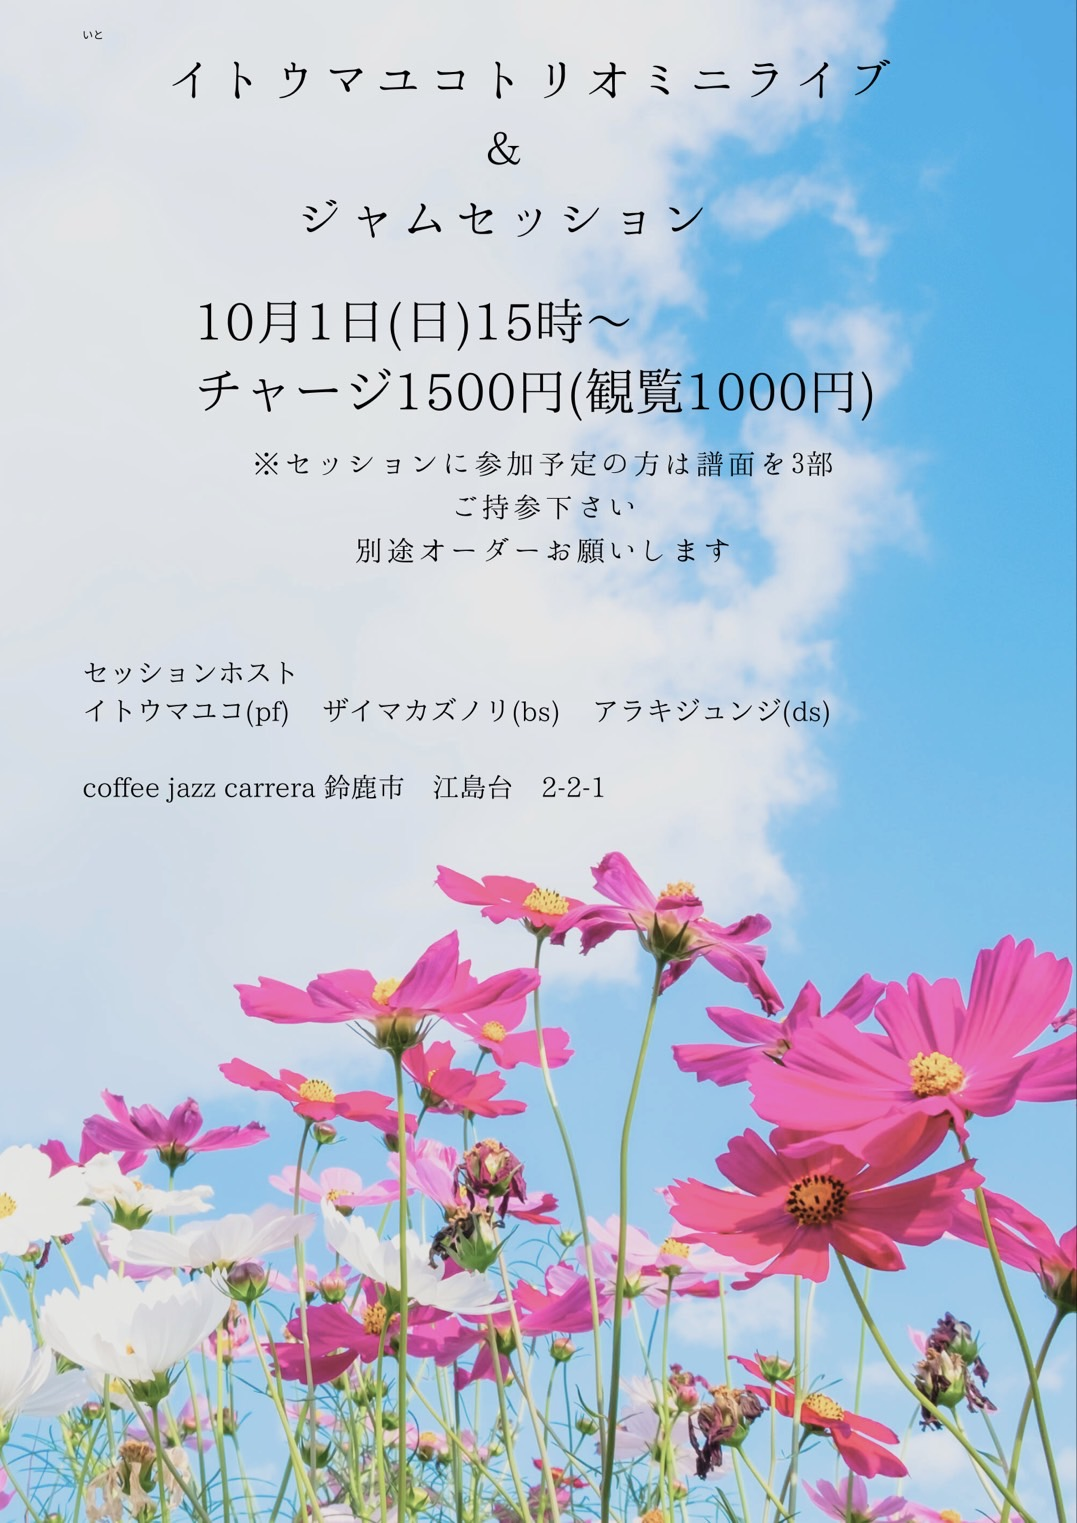 いと
イトウマユコトリオミニライブ
&
ジャムセッション
10月1日(日)15時〜
チャージ1500円(観覧1000円)
※セッションに参加予定の方は譜面を3部
ご持参下さい
別途オーダーお願いします
セッションホスト
イトウマユコ(pf)　ザイマカズノリ(bs)　アラキジュンジ(ds)
coffee jazz carrera 鈴鹿市　江島台　2-2-1